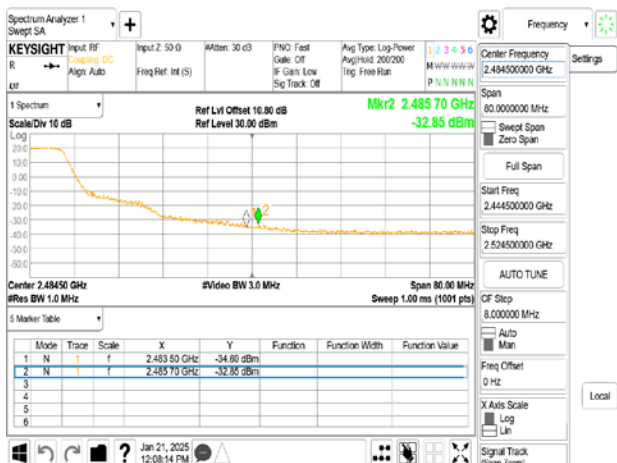 Spectrum Analyzer 1
Swept SA
+
Frequency
KEYSIGHT
R
Input: RF
Coupling: DC
Align: Auto
Input Z: 50 Ω
Freq Ref: Int (S)
#Atten: 30 dB
PNO: Fast
Gate: Off
IF Gain: Low
Sig Track: Off
Avg Type: Log-Power
Avg|Hold: 200/200
Trig: Free Run
1 2 3 4 5 6
M W W W W W
P N N N N N
1 Spectrum
Scale/Div 10 dB
Ref Lvl Offset 10.80 dB
Ref Level 30.00 dBm
Mkr2 2.485 70 GHz
-32.85 dBm
Log
20.0
10.0
0.00
-10.0
-20.0
-30.0
-40.0
-50.0
-60.0
2
Center 2.48450 GHz
#Res BW 1.0 MHz
#Video BW 3.0 MHz
Span 80.00 MHz
Sweep 1.00 ms (1001 pts)
5 Marker Table
Mode Trace Scale X Y Function Function Width Function Value
1 N 1 f 2.483 50 GHz -34.60 dBm
2 N 1 f 2.485 70 GHz -32.85 dBm
3
4
5
6
Jan 21, 2025
12:08:14 PM
Center Frequency
2.484500000 GHz
Settings
Span
80.0000000 MHz
Swept Span
Zero Span
Full Span
Start Freq
2.444500000 GHz
Stop Freq
2.524500000 GHz
AUTO TUNE
CF Step
8.000000 MHz
Auto
Man
Freq Offset
0 Hz
X Axis Scale
Log
Lin
Signal Track
Local